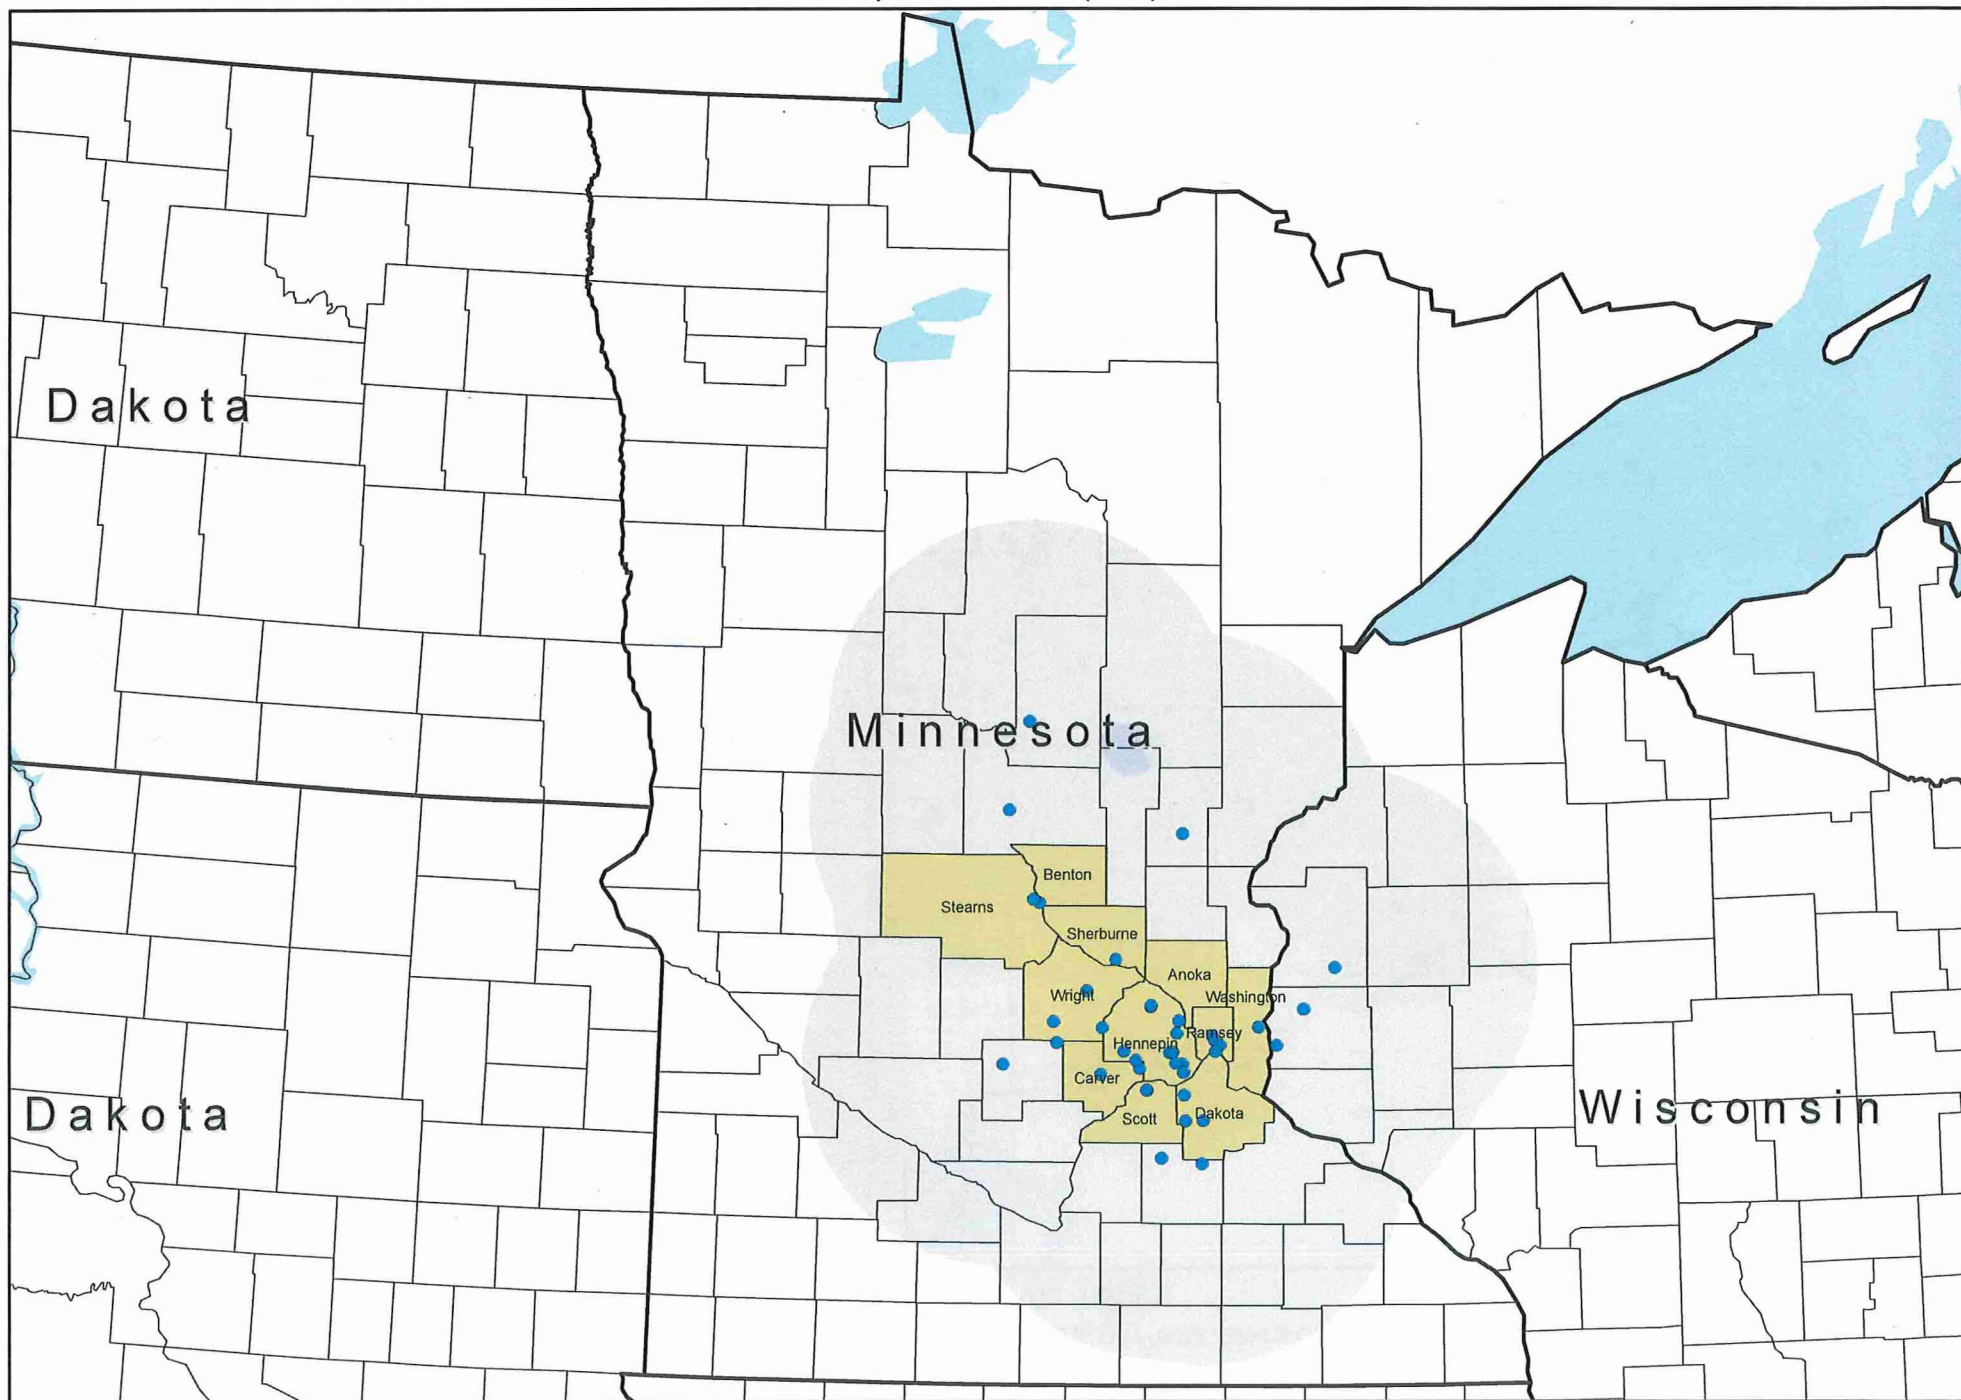 Dakota
Minnesota
Benton
Stearns
Sherburne
Anoka
Wright
Washington
Ramsey
Hennepin
Carver
Dakota
Wisconsin
Scott
Dakota